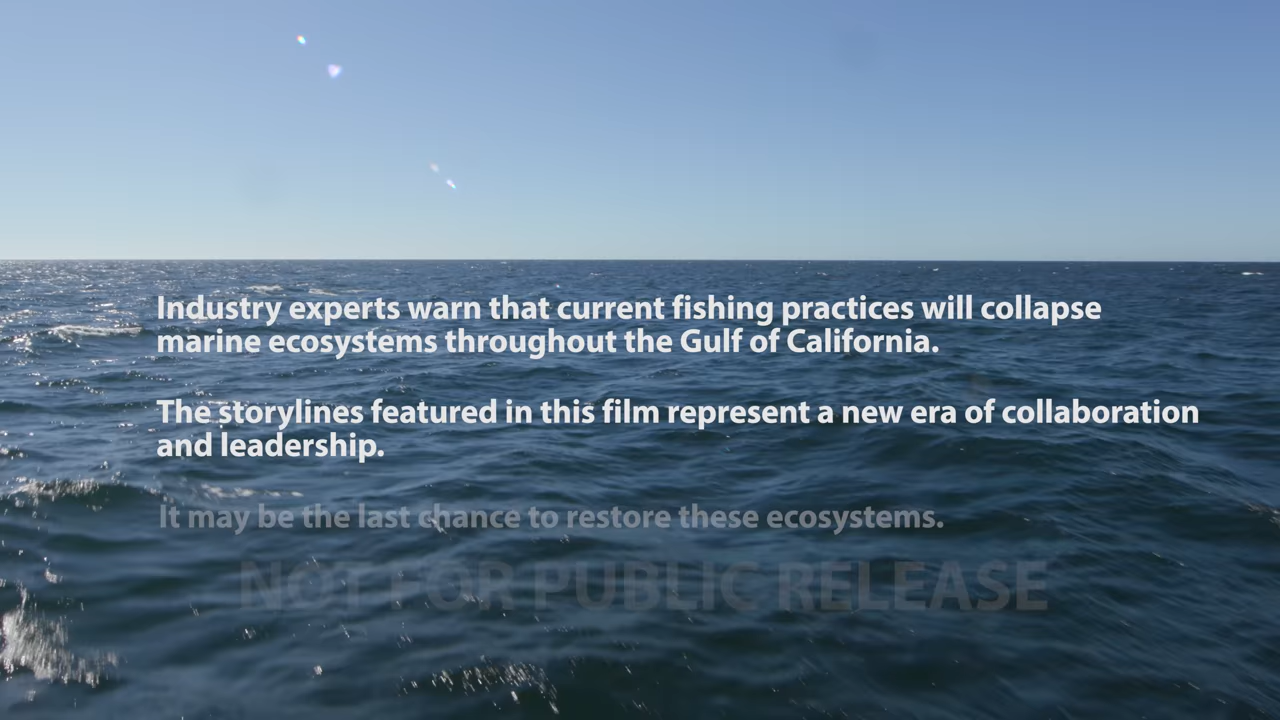 Industry experts warn that current fishing practices will collapse
marine ecosystems throughout the Gulf of California.
The storylines featured in this film represent a new era of collaboration
and leadership.
It may be the last chance to restore these ecosystems.
NOT FOR PUBLIC RELEASE